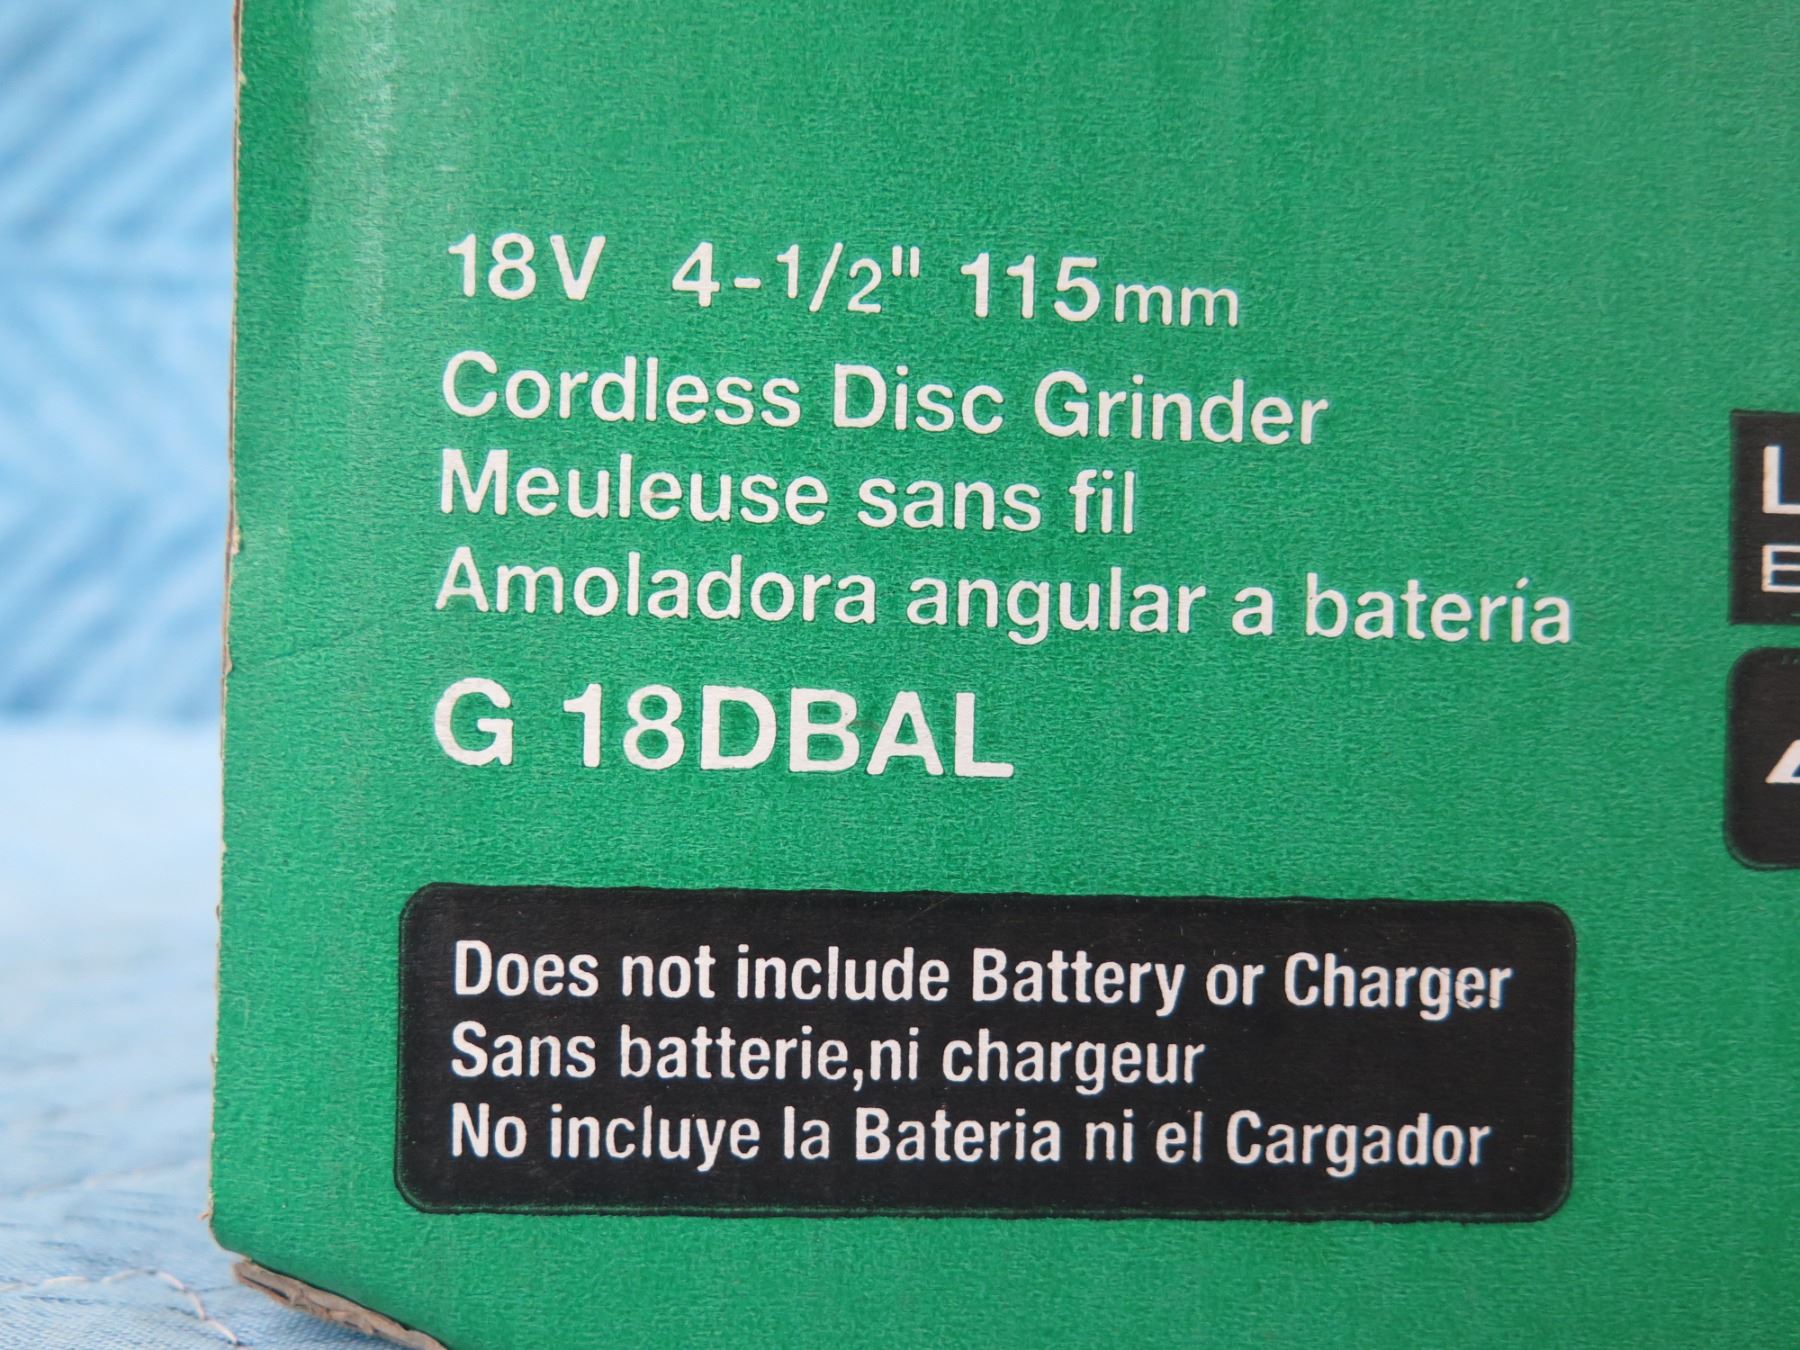 18V 4-1/2" 115mm
Cordless Disc Grinder
Meuleuse sans fil
Amoladora angular a batería
G 18DBAL
Does not include Battery or Charger
Sans batterie,ni chargeur
No incluye la Bateria ni el Cargador